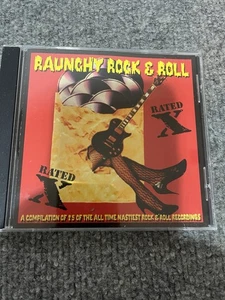 RAUNCHY ROCK & ROLL
RATED
X
RATED
X
A COMPILATION OF 25 OF THE ALL TIME NASTIEST ROCK & ROLL RECORDINGS